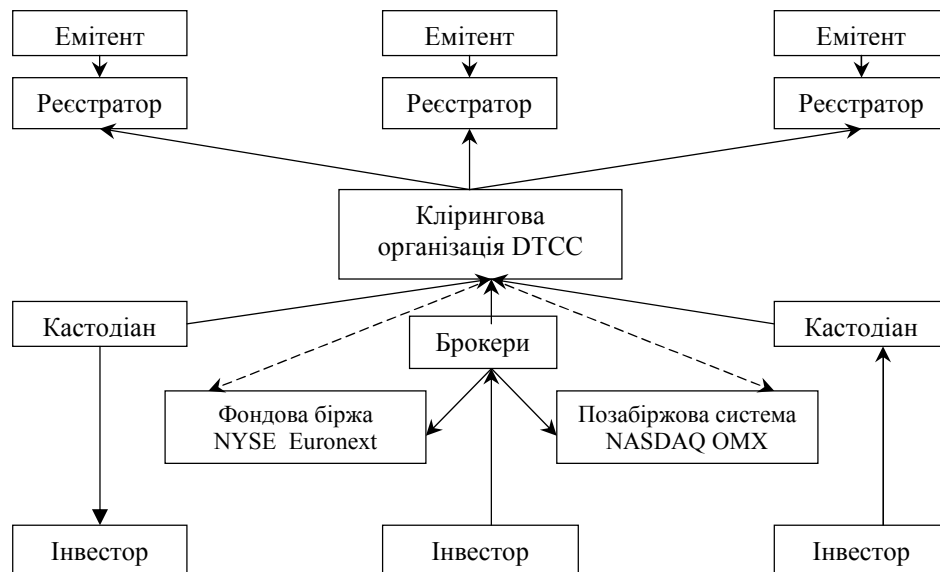 Емітент
Емітент
Емітент
Реєстратор
Реєстратор
Реєстратор
Клірингова
організація DTCC
Кастодіан
Брокери
Кастодіан
Фондова біржа
NYSE Euronext
Позабіржова система
NASDAQ OMX
Інвестор
Інвестор
Інвестор